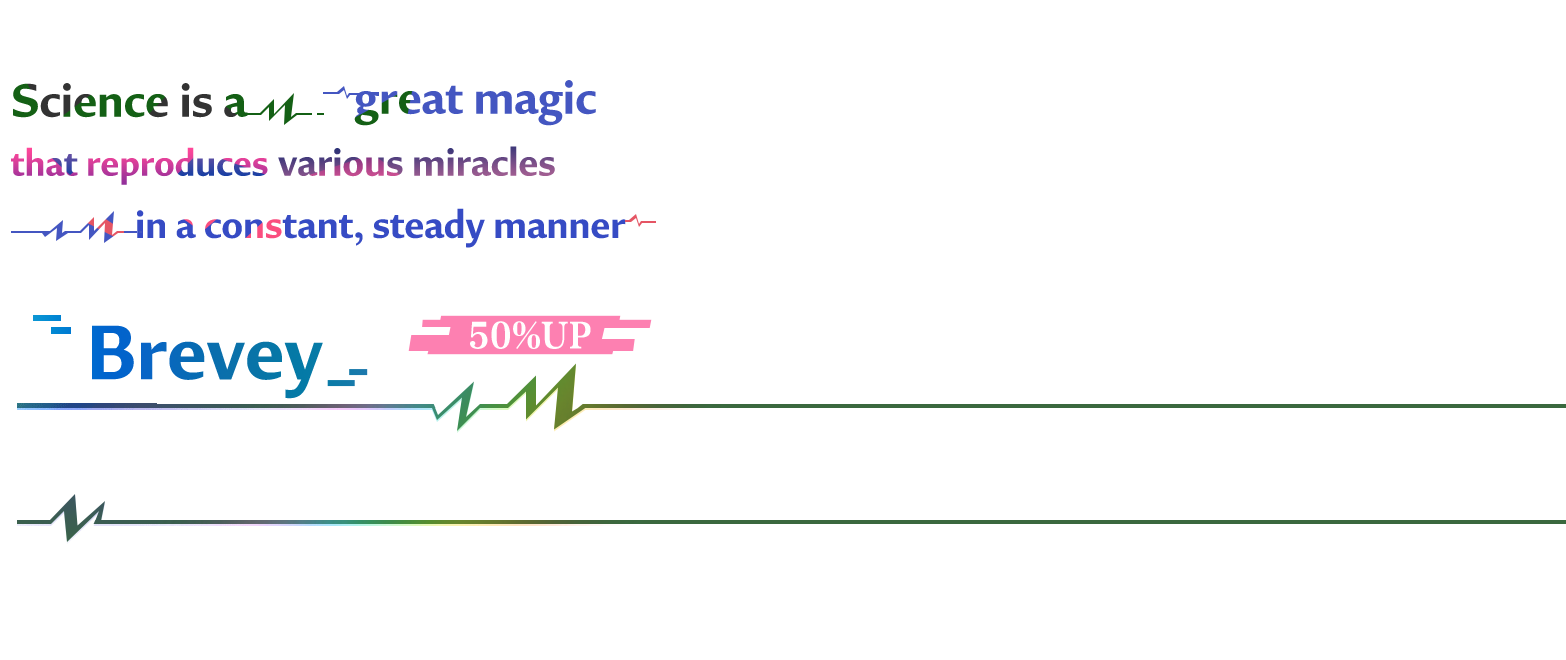 Science is a great magic
that reproduces various miracles
in a constant, steady manner
Brevey
50%UP